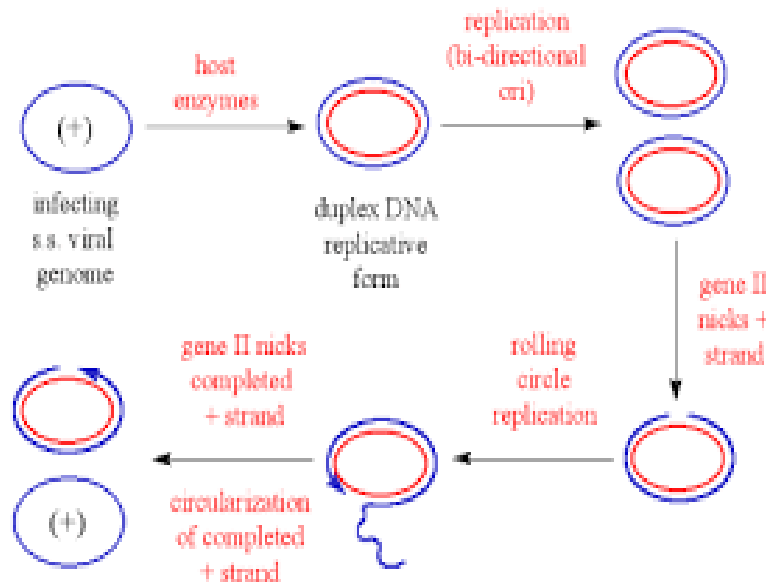 host
enzymes
replication
(bi-directional
ori)
(+)
infecting
s.s. viral
genome
duplex DNA
replicative
form
gene II
nicks +
strand
rolling
circle
replication
gene II nicks
completed
+ strand
circularization
of completed
+ strand
(+)